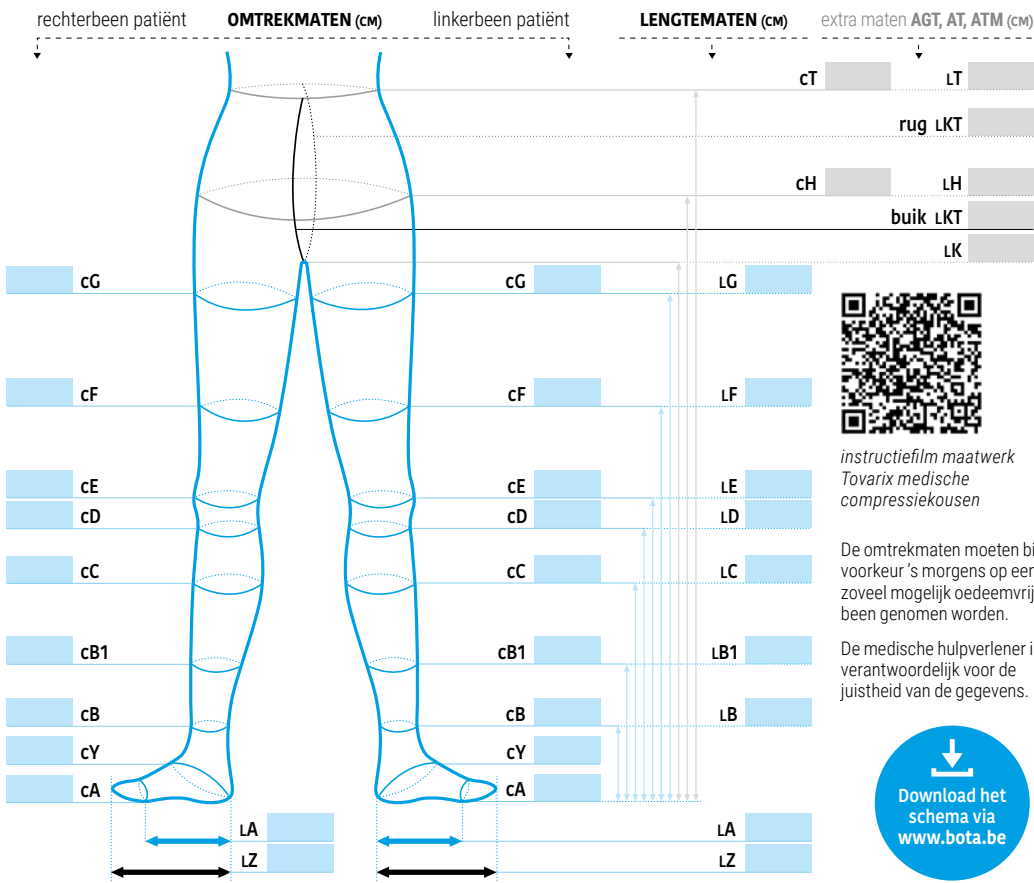 rechterbeen patiënt OMTREKMATEN (CM) linkerbeen patiënt LENGTEMATEN (CM) extra maten AGT, AT, ATM (CM)
cT LT
rug LKT
cH LH
buik LKT
LK
cG cG LG
cF cF LF
cE cE LE
cD cD LD
cC cC LC
cB1 cB1 LB1
cB cB LB
cY cY
cA cA
LA LA
LZ LZ
instructiefilm maatwerk
Tovarix medische
compressiekousen
De omtrekmaten moeten bi
voorkeur 's morgens op een
zoveel mogelijk oedeemvrij
been genomen worden.
De medische hulpverlener i
verantwoordelijk voor de
juistheid van de gegevens.
Download het
schema via
www.bota.be